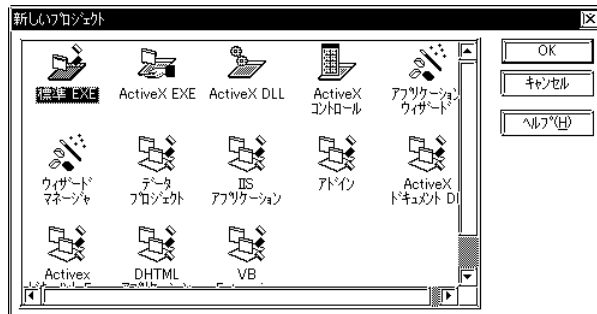 新しいプロジェクト
OK
キャンセル
ヘルプ(H)
標準 EXE
ActiveX EXE
ActiveX DLL
ActiveX
コントロール
アプリケーション
ウィザード
ウィザード
マネージャ
データ
プロジェクト
IIS
アプリケーション
アドイン
ActiveX
ドキュメント Dl
Activex
DHTML
VB